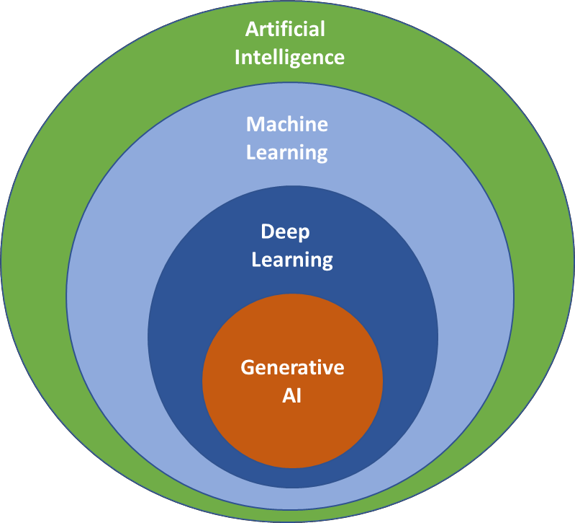 Artificial
Intelligence
Machine
Learning
Deep
Learning
Generative
AI